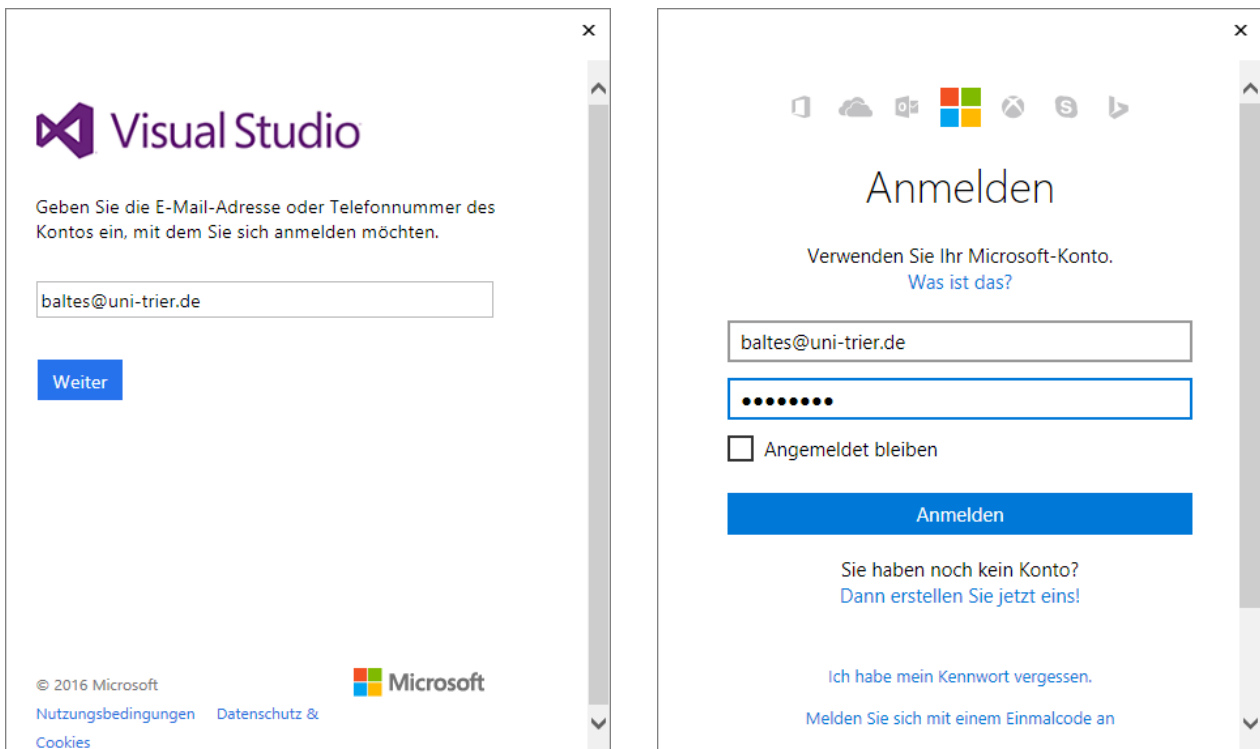 Visual Studio
Geben Sie die E-Mail-Adresse oder Telefonnummer des
Kontos ein, mit dem Sie sich anmelden möchten.
baltes@uni-trier.de
Weiter
© 2016 Microsoft
Microsoft
Nutzungsbedingungen Datenschutz &
Cookies
Anmelden
Verwenden Sie Ihr Microsoft-Konto.
Was ist das?
baltes@uni-trier.de
••••••••
Angemeldet bleiben
Anmelden
Sie haben noch kein Konto?
Dann erstellen Sie jetzt eins!
Ich habe mein Kennwort vergessen.
Melden Sie sich mit einem Einmalcode an